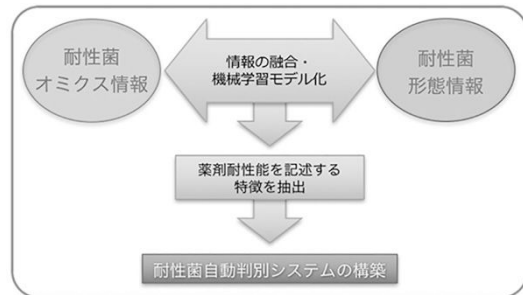 耐性菌
オミクス情報
情報の融合・
機械学習モデル化
耐性菌
形態情報
薬剤耐性能を記述する
特徴を抽出
耐性菌自動判別システムの構築